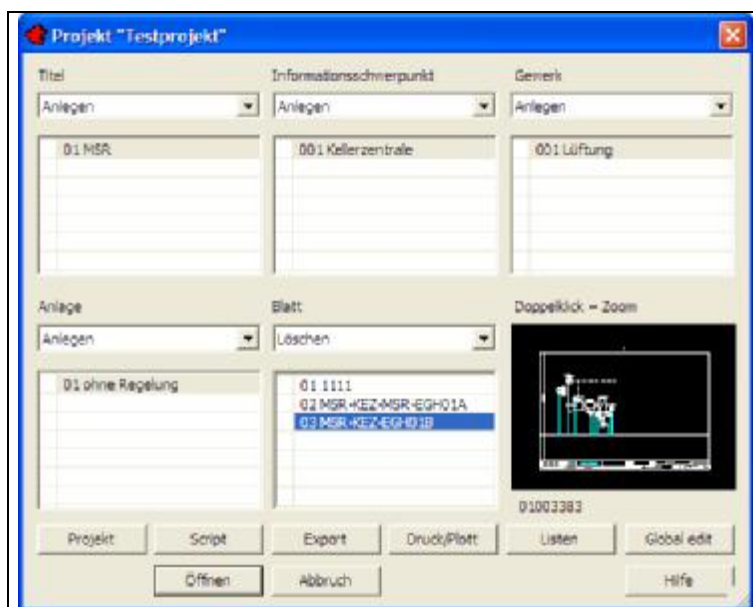 Projekt "Testprojekt"
Titel Informationsschwerpunkt Gewerk
Anlegen Anlegen Anlegen
01 MSR 001 Kellerzentrale 001 Lüftung
Anlage Blatt Doppelklick = Zoom
Anlegen Löschen
01 ohne Regelung 01 1111
02 MSR-KEZ-MSR-EGH01A
03 MSR-KEZ-EGH01B
01003383
Projekt Script Export Druck/Plott Listen Global edit
Öffnen Abbruch Hilfe